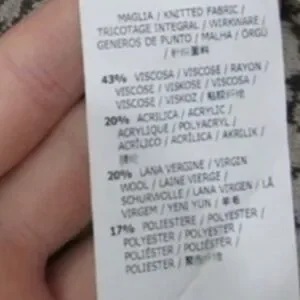 MAGLIA / KNITTED FABRIC /
TRICOTAGE INTEGRAL / WIRKWARE /
GENEROS DE PUNTO / MALHA / ÖRGÜ
/
43% VISCOSA / VISCOSE / RAYON /
VISCOSE / VISKOSE / VISCOSA /
VISCOSE / VISKOZ /
20% ACRILICA / ACRYLIC /
ACRYLIQUE / POLYACRYL /
ACRÍLICO / ACRÍLICA / AKRILIK /
20% LANA VERGINE / VIRGIN
WOOL / LAINE VIERGE /
SCHURWOLLE / LANA VIRGEN / LÃ
VIRGEM / YENI YUN /
17% POLIESTERE / POLYESTER /
POLYESTER / POLYESTER /
POLIÉSTER / POLIÉSTER /
POLIESTER /